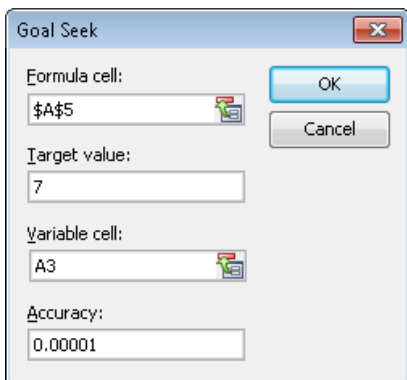 Goal Seek
Formula cell:
$A$5
Target value:
7
Variable cell:
A3
Accuracy:
0.00001
OK
Cancel